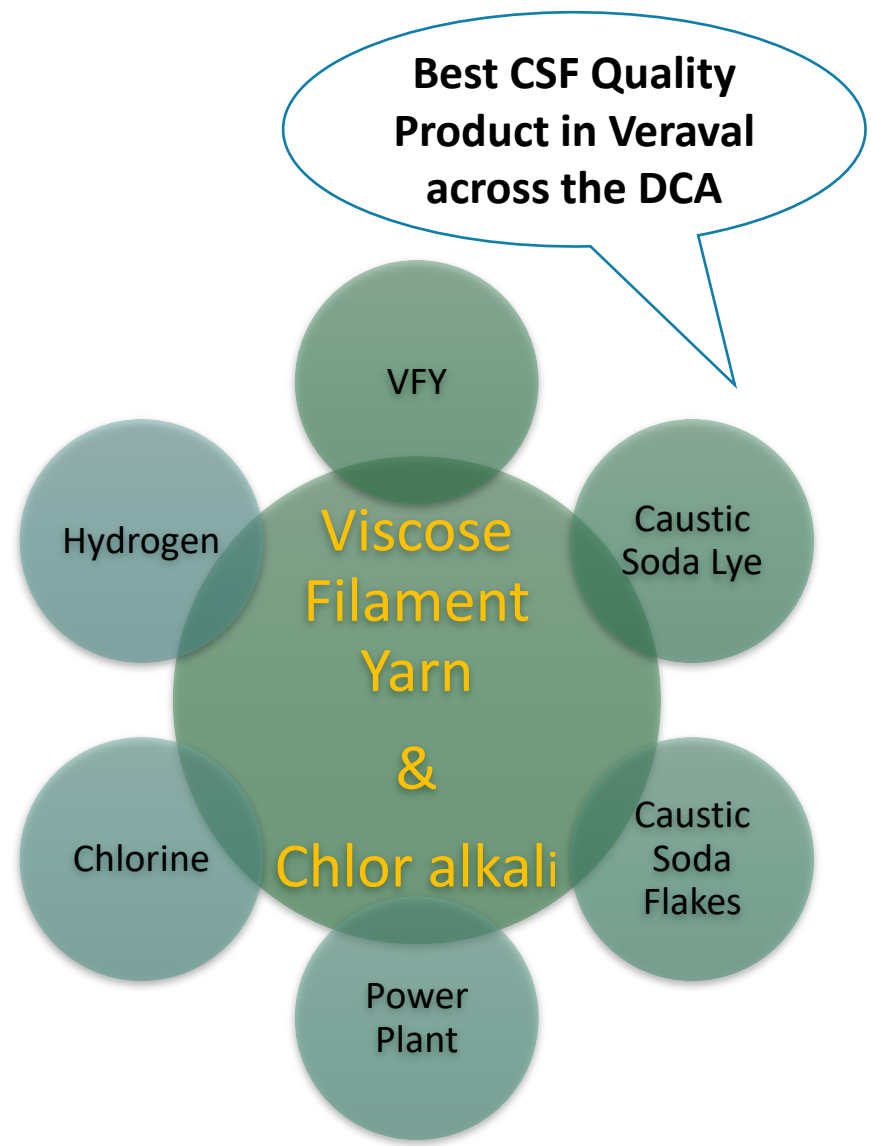 Best CSF Quality
Product in Veraval
across the DCA
VFY
Hydrogen
Viscose
Filament
Yarn
&
Chlor alkali
Caustic
Soda Lye
Chlorine
Caustic
Soda
Flakes
Power
Plant